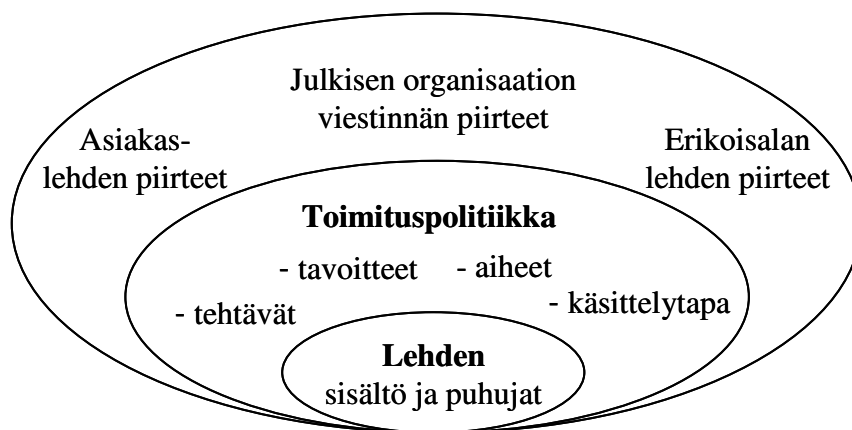 Julkisen organisaation
viestinnän piirteet
Asiakas-
lehden piirteet
Erikoisalan
lehden piirteet
Toimituspolitiikka
- tavoitteet
- aiheet
- tehtävät
- käsittelytapa
Lehden
sisältö ja puhujat